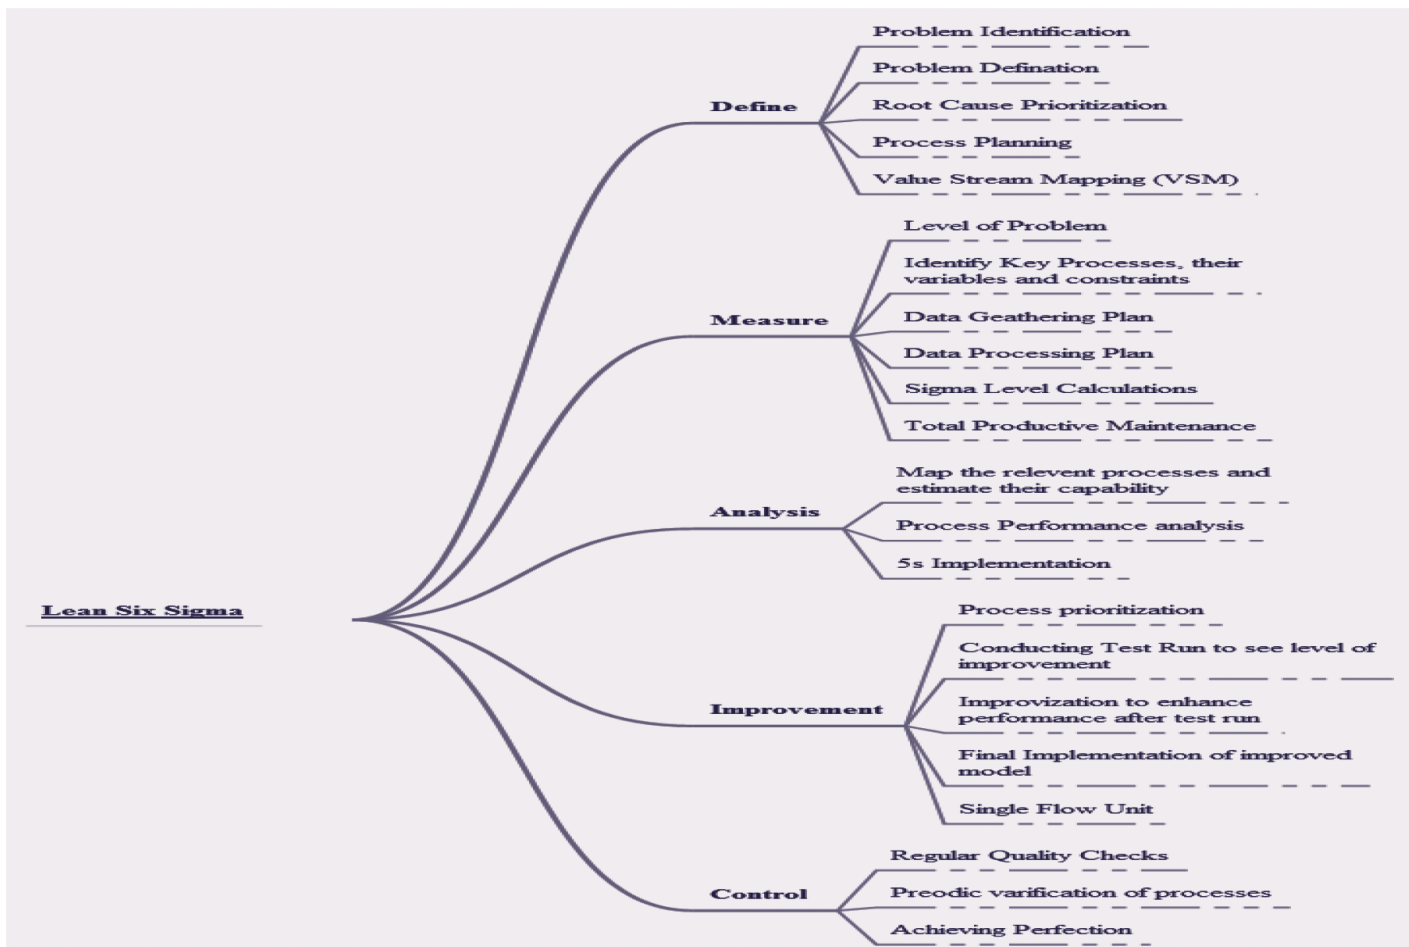 Problem Identification
Problem Defination
Define
Root Cause Prioritization
Process Planning
Value Stream Mapping (VSM)
Level of Problem
Identify Key Processes, their
variables and constraints
Measure
Data Geathering Plan
Data Processing Plan
Sigma Level Calculations
Total Productive Maintenance
Map the relevent processes and
estimate their capability
Analysis
Process Performance analysis
5s Implementation
Lean Six Sigma
Process prioritization
Conducting Test Run to see level of
improvement
Improvement
Improvization to enhance
performance after test run
Final Implementation of improved
model
Single Flow Unit
Regular Quality Checks
Control
Preodic varification of processes
Achieving Perfection